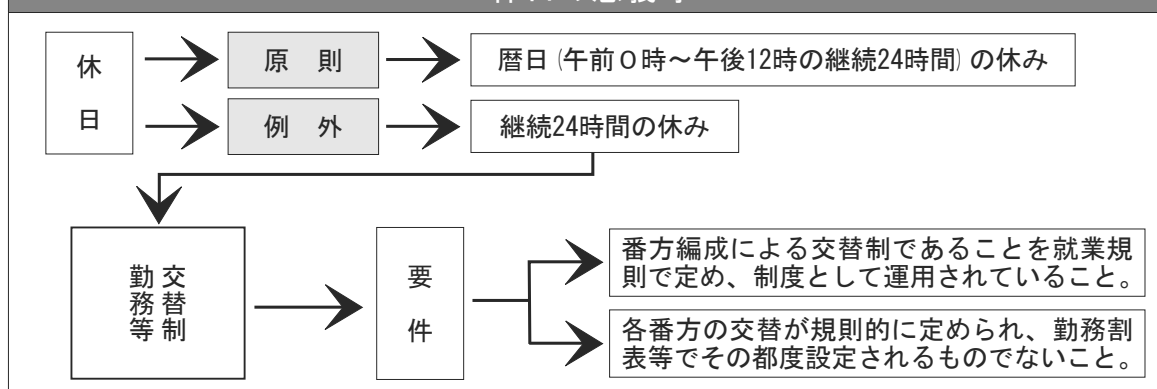 休日
原則
暦日(午前0時～午後12時の継続24時間)の休み
例外
継続24時間の休み
交替制
勤務等
要件
番方編成による交替制であることを就業規
則で定め、制度として運用されていること。
各番方の交替が規則的に定められ、勤務割
表等でその都度設定されるものでないこと。